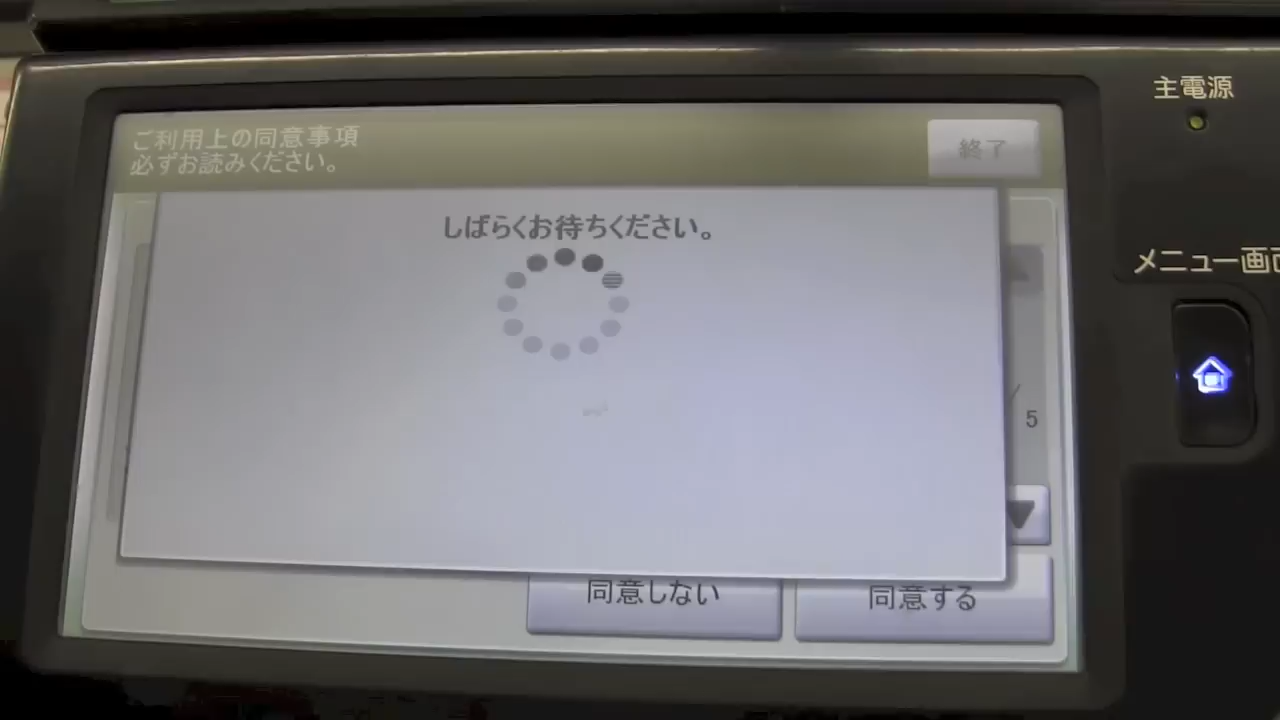 主電源
ご利用上の同意事項
必ずお読みください。
終了
しばらくお待ちください。
メニュー画面
/ 5
同意しない
同意する